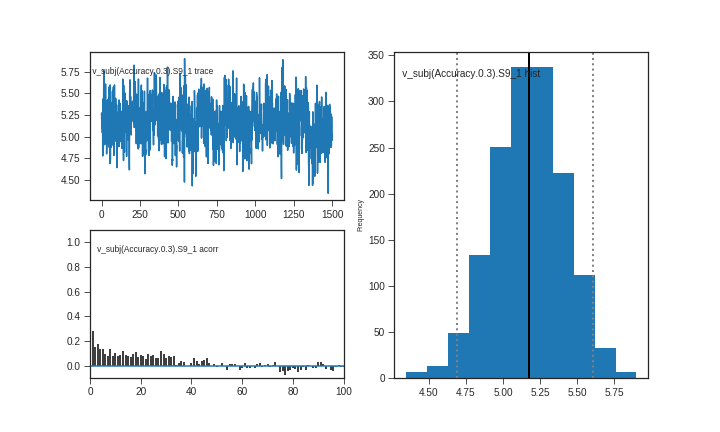 v_subj(Accuracy.0.3).S9_1 trace
5.75
5.50
5.25
5.00
4.75
4.50
0 250 500 750 1000 1250 1500
v_subj(Accuracy.0.3).S9_1 acorr
1.0
0.8
0.6
0.4
0.2
0.0
0 20 40 60 80 100
v_subj(Accuracy.0.3).S9_1 hist
Frequency
350
300
250
200
150
100
50
0
4.50 4.75 5.00 5.25 5.50 5.75